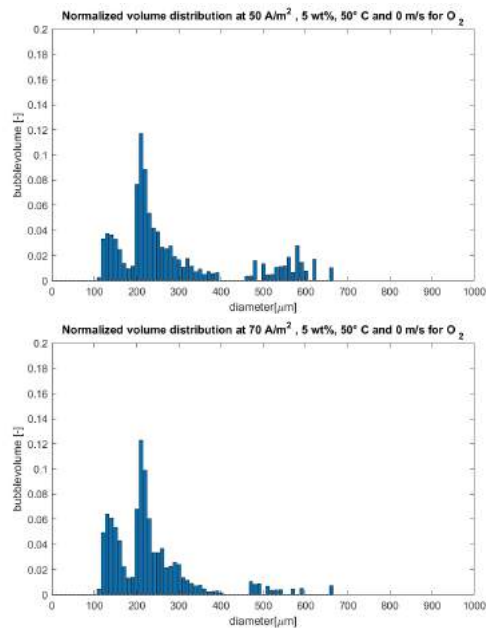 Normalized volume distribution at 50 A/m², 5 wt%, 50° C and 0 m/s for O₂
0.2
0.18
0.16
0.14
0.12
0.1
0.08
0.06
0.04
0.02
0
bubblevolume [-]
0 100 200 300 400 500 600 700 800 900 1000
diameter[μm]
Normalized volume distribution at 70 A/m², 5 wt%, 50° C and 0 m/s for O₂
0.2
0.18
0.16
0.14
0.12
0.1
0.08
0.06
0.04
0.02
0
bubblevolume [-]
0 100 200 300 400 500 600 700 800 900 1000
diameter[μm]